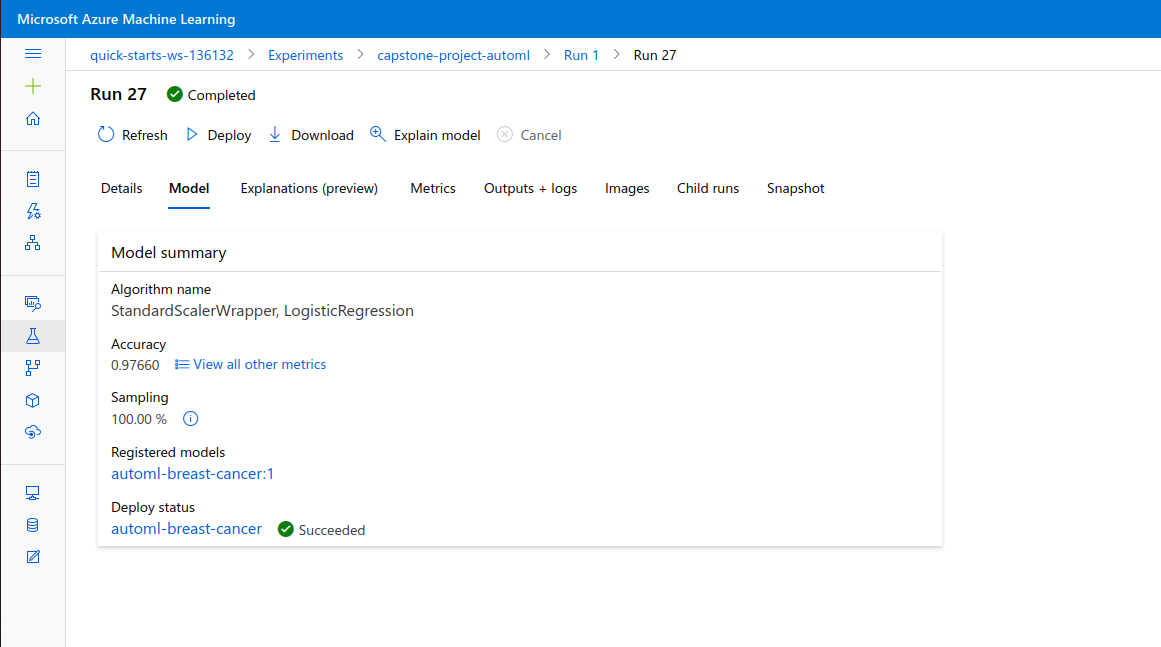 Microsoft Azure Machine Learning
quick-starts-ws-136132 > Experiments > capstone-project-automl > Run 1 > Run 27
Run 27 Completed
Refresh Deploy Download Explain model Cancel
Details Model Explanations (preview) Metrics Outputs + logs Images Child runs Snapshot
Model summary
Algorithm name
StandardScalerWrapper, LogisticRegression
Accuracy
0.97660 View all other metrics
Sampling
100.00 %
Registered models
automl-breast-cancer:1
Deploy status
automl-breast-cancer Succeeded